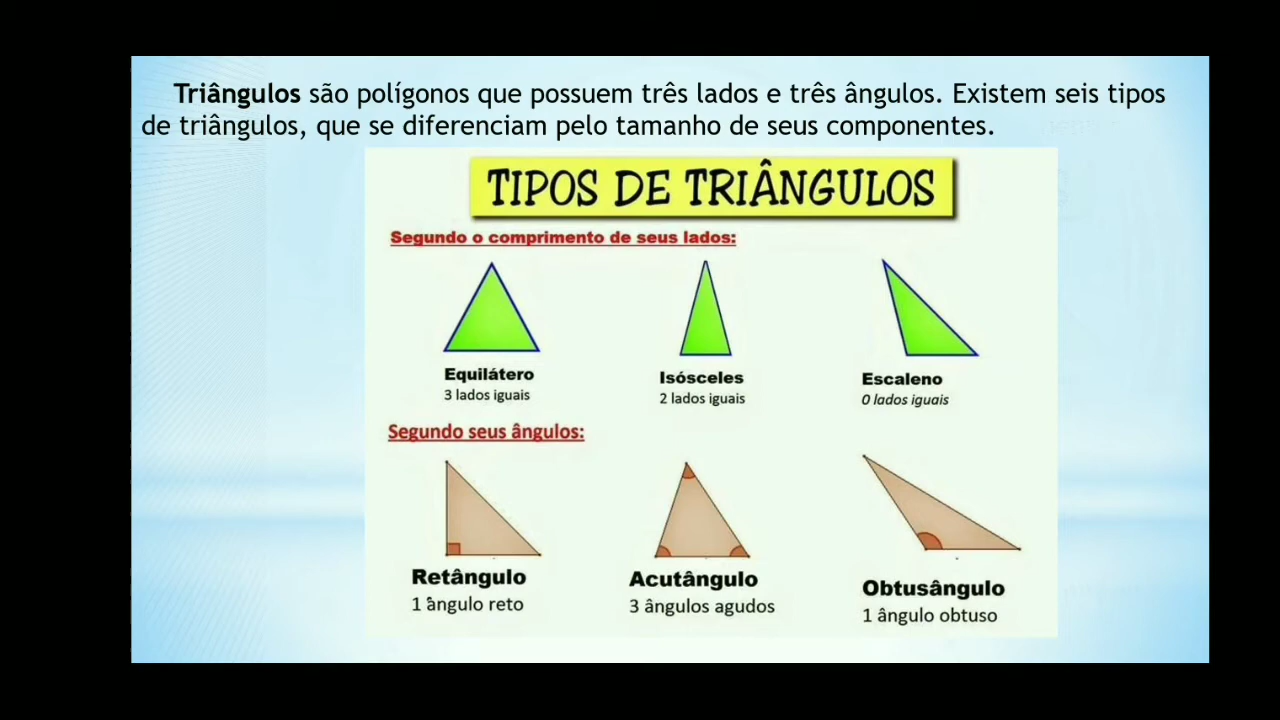 Triângulos são polígonos que possuem três lados e três ângulos. Existem seis tipos
de triângulos, que se diferenciam pelo tamanho de seus componentes.
TIPOS DE TRIÂNGULOS
Segundo o comprimento de seus lados:
Equilátero
3 lados iguais
Isósceles
2 lados iguais
Escaleno
0 lados iguais
Segundo seus ângulos:
Retângulo
1 ângulo reto
Acutângulo
3 ângulos agudos
Obtusângulo
1 ângulo obtuso